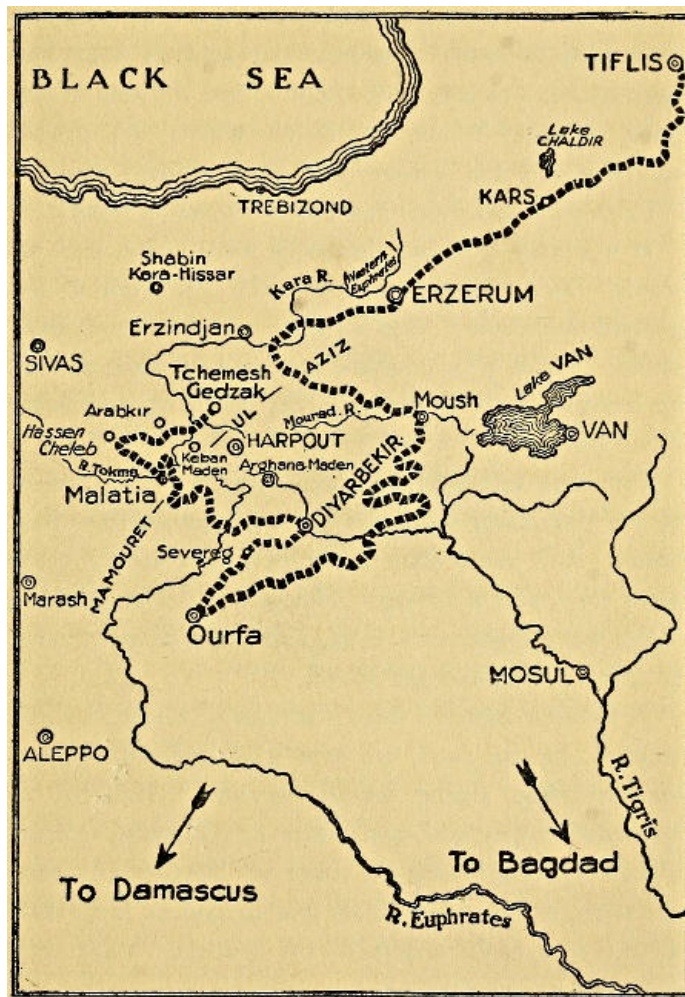 BLACK SEA
TIFLIS
Lake
CHALDIR
KARS
TREBIZOND
Shabin
Kara-Hissar
Kara R.
Western
Euphrates
ERZERUM
Erzindjan
SIVAS
AZIZ
Tchemesh
Gedzak
UL
Lake VAN
Arabkir
Mourad. R.
Moush
VAN
Hassen
Cheleb
HARPOUT
Keban
Maden
Arghana-Maden
R. Tokma
Malatia
DIYARBEKIR
MAMOURET
Severeg
Marash
Ourfa
MOSUL
ALEPPO
R. Tigris
To Damascus
To Bagdad
R. Euphrates